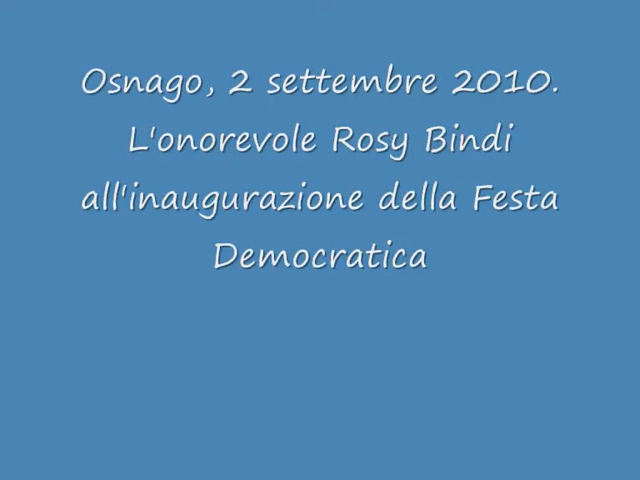 Osnago, 2 settembre 2010.
L'onorevole Rosy Bindi
all'inaugurazione della Festa
Democratica